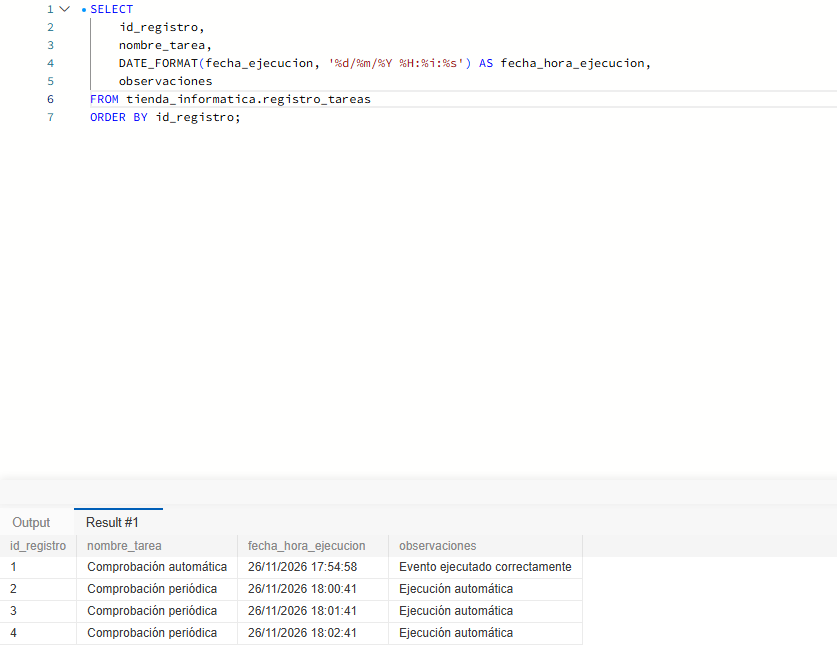 1 SELECT
2 id_registro,
3 nombre_tarea,
4 DATE_FORMAT(fecha_ejecucion, '%d/%m/%Y %H:%i:%s') AS fecha_hora_ejecucion,
5 observaciones
6 FROM tienda_informatica.registro_tareas
7 ORDER BY id_registro;
Output Result #1
id_registro nombre_tarea fecha_hora_ejecucion observaciones
1 Comprobación automática 26/11/2026 17:54:58 Evento ejecutado correctamente
2 Comprobación periódica 26/11/2026 18:00:41 Ejecución automática
3 Comprobación periódica 26/11/2026 18:01:41 Ejecución automática
4 Comprobación periódica 26/11/2026 18:02:41 Ejecución automática